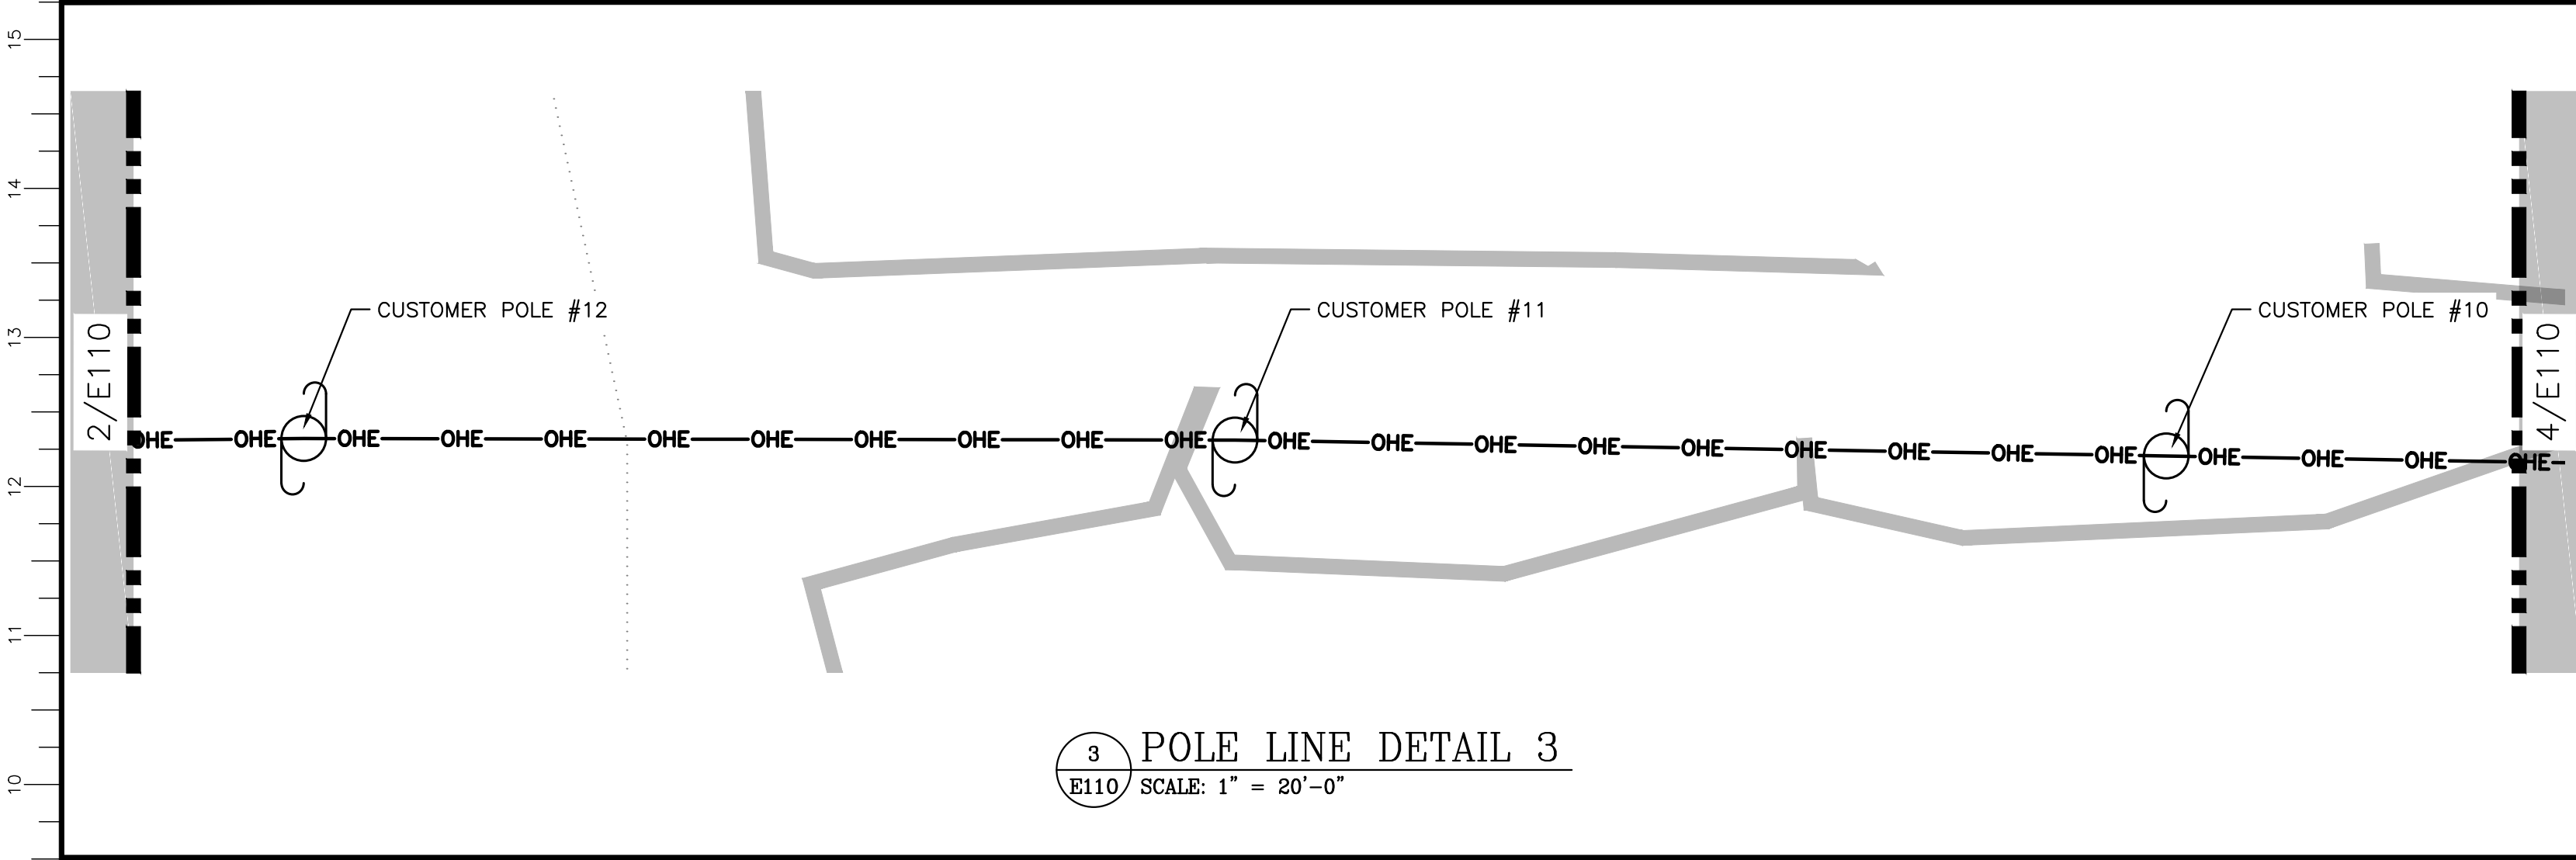 15
14
13
12
11
10
2/E110
CUSTOMER POLE #12
CUSTOMER POLE #11
CUSTOMER POLE #10
4/E110
OHE OHE OHE OHE OHE OHE OHE OHE OHE OHE OHE OHE OHE OHE OHE OHE OHE OHE OHE OHE OHE OHE OHE OHE
3
POLE LINE DETAIL 3
E110
SCALE: 1" = 20'-0"